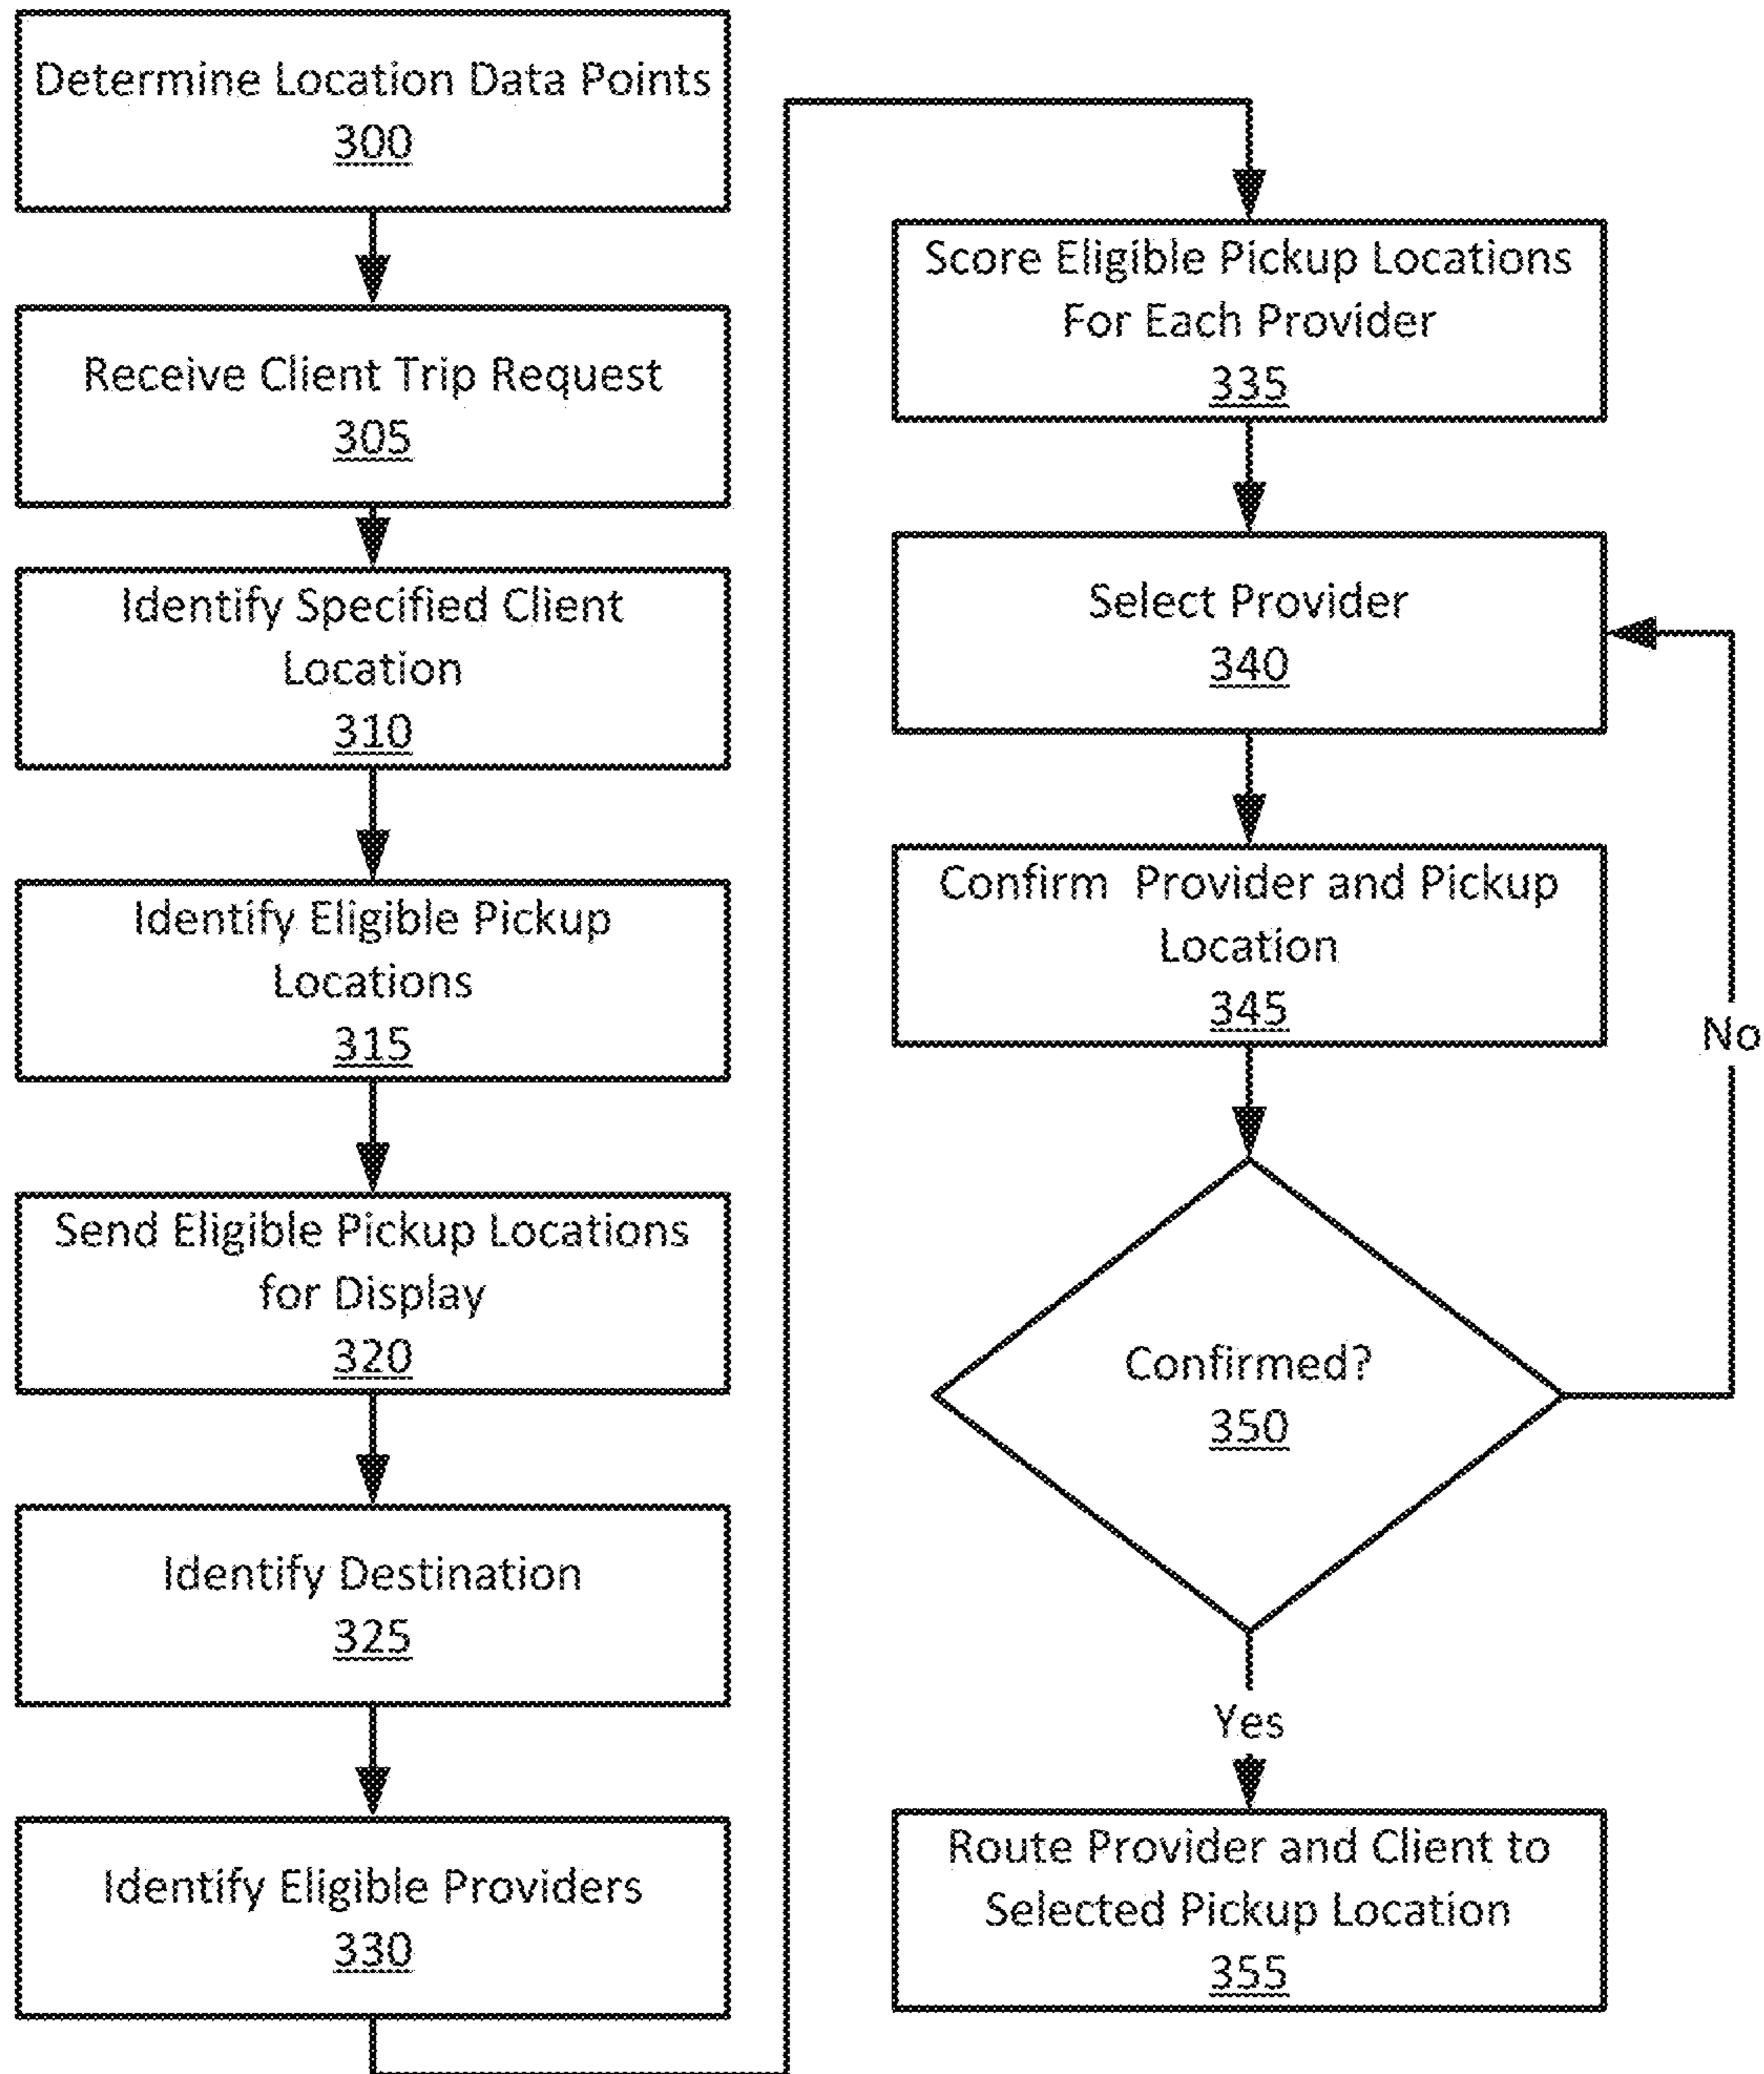 Determine Location Data Points
300
Receive Client Trip Request
305
Identify Specified Client
Location
310
Identify Eligible Pickup
Locations
315
Send Eligible Pickup Locations
for Display
320
Identify Destination
325
Identify Eligible Providers
330
Score Eligible Pickup Locations
For Each Provider
335
Select Provider
340
Confirm Provider and Pickup
Location
345
No
Confirmed?
350
Yes
Route Provider and Client to
Selected Pickup Location
355